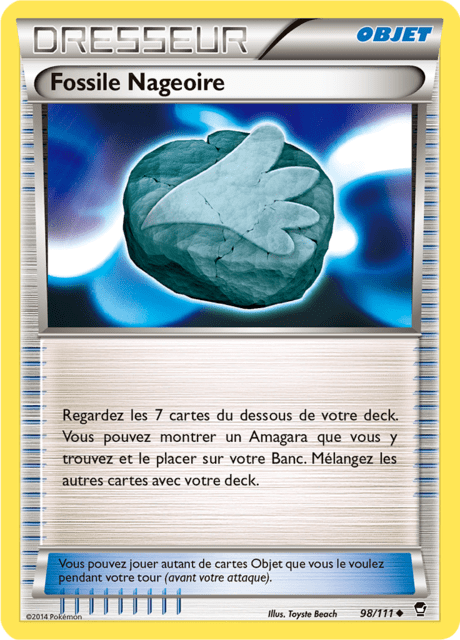 DRESSEUR
OBJET
Fossile Nageoire
Regardez les 7 cartes du dessous de votre deck.
Vous pouvez montrer un Amagara que vous y
trouvez et le placer sur votre Banc. Mélangez les
autres cartes avec votre deck.
Vous pouvez jouer autant de cartes Objet que vous le voulez
pendant votre tour (avant votre attaque).
©2014 Pokémon
Illus. Toyste Beach
98/111